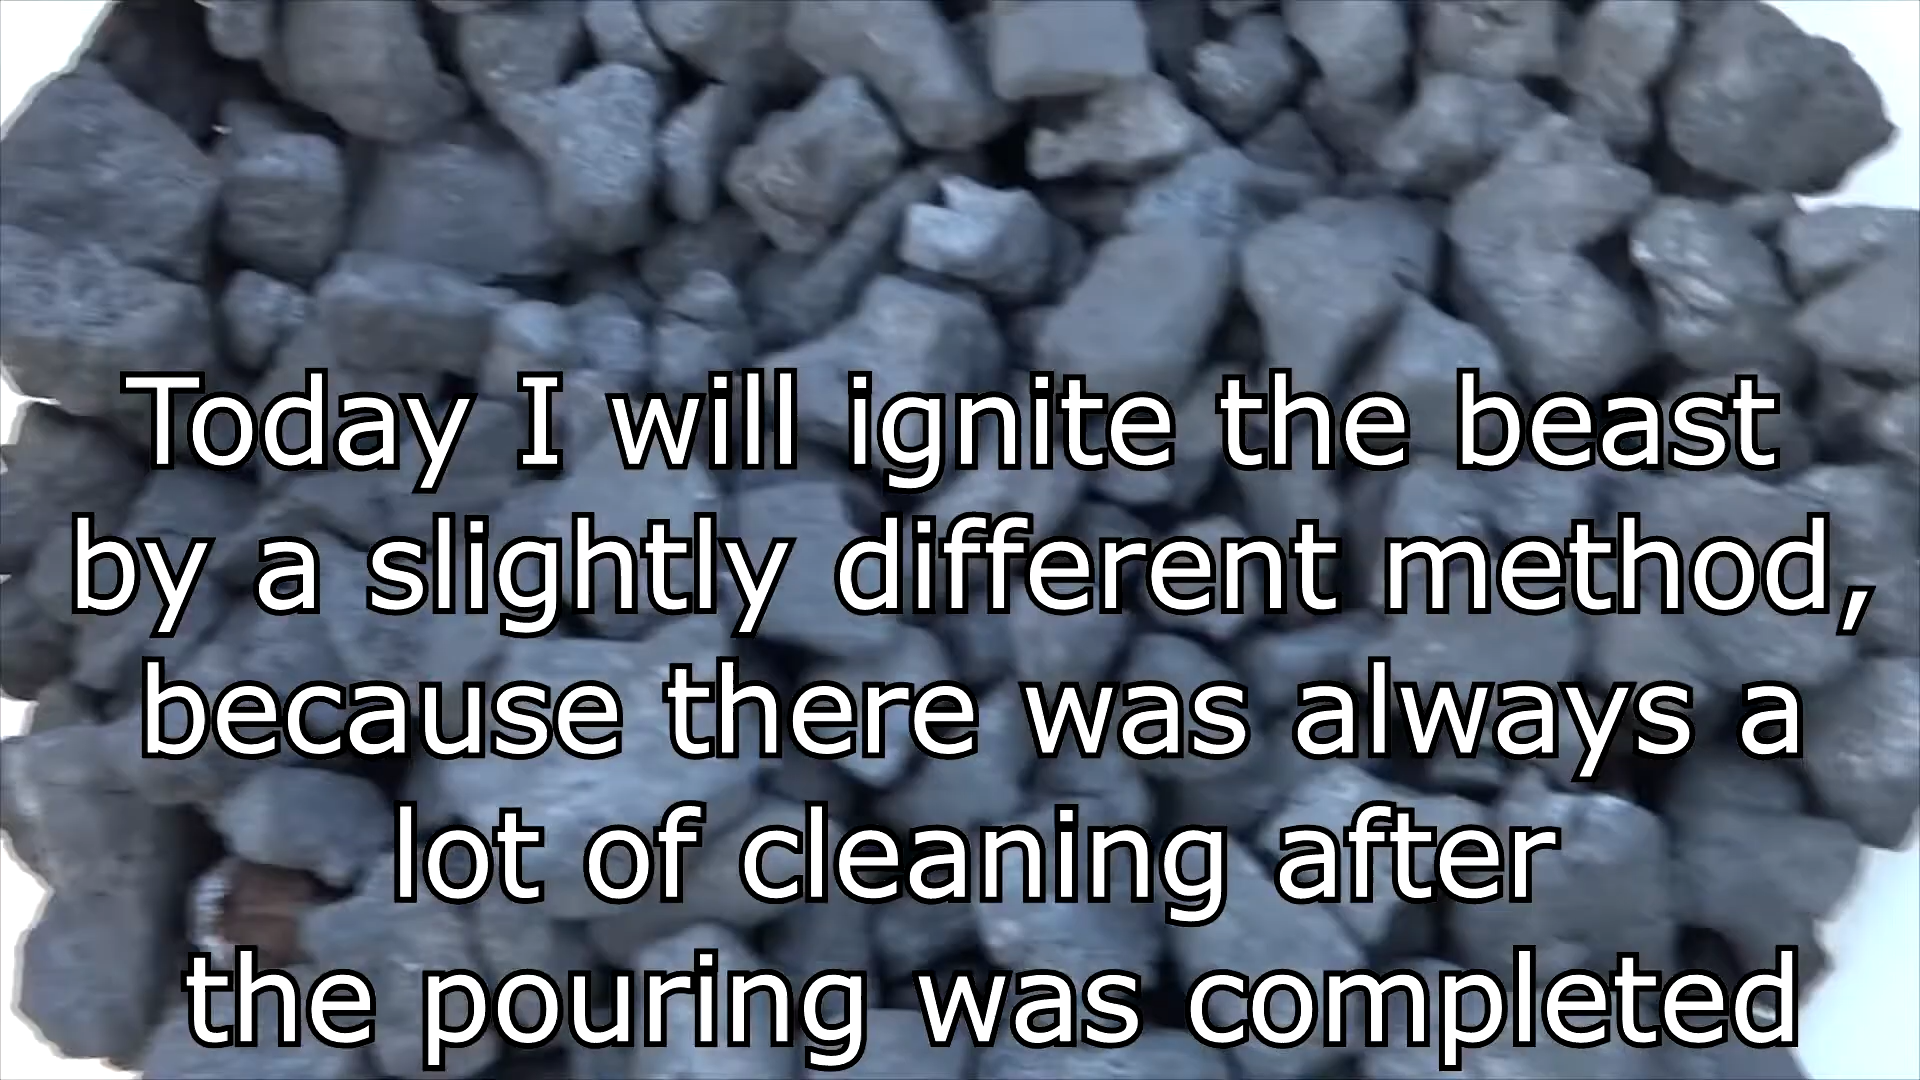 Today I will ignite the beast
by a slightly different method,
because there was always a
lot of cleaning after
the pouring was completed